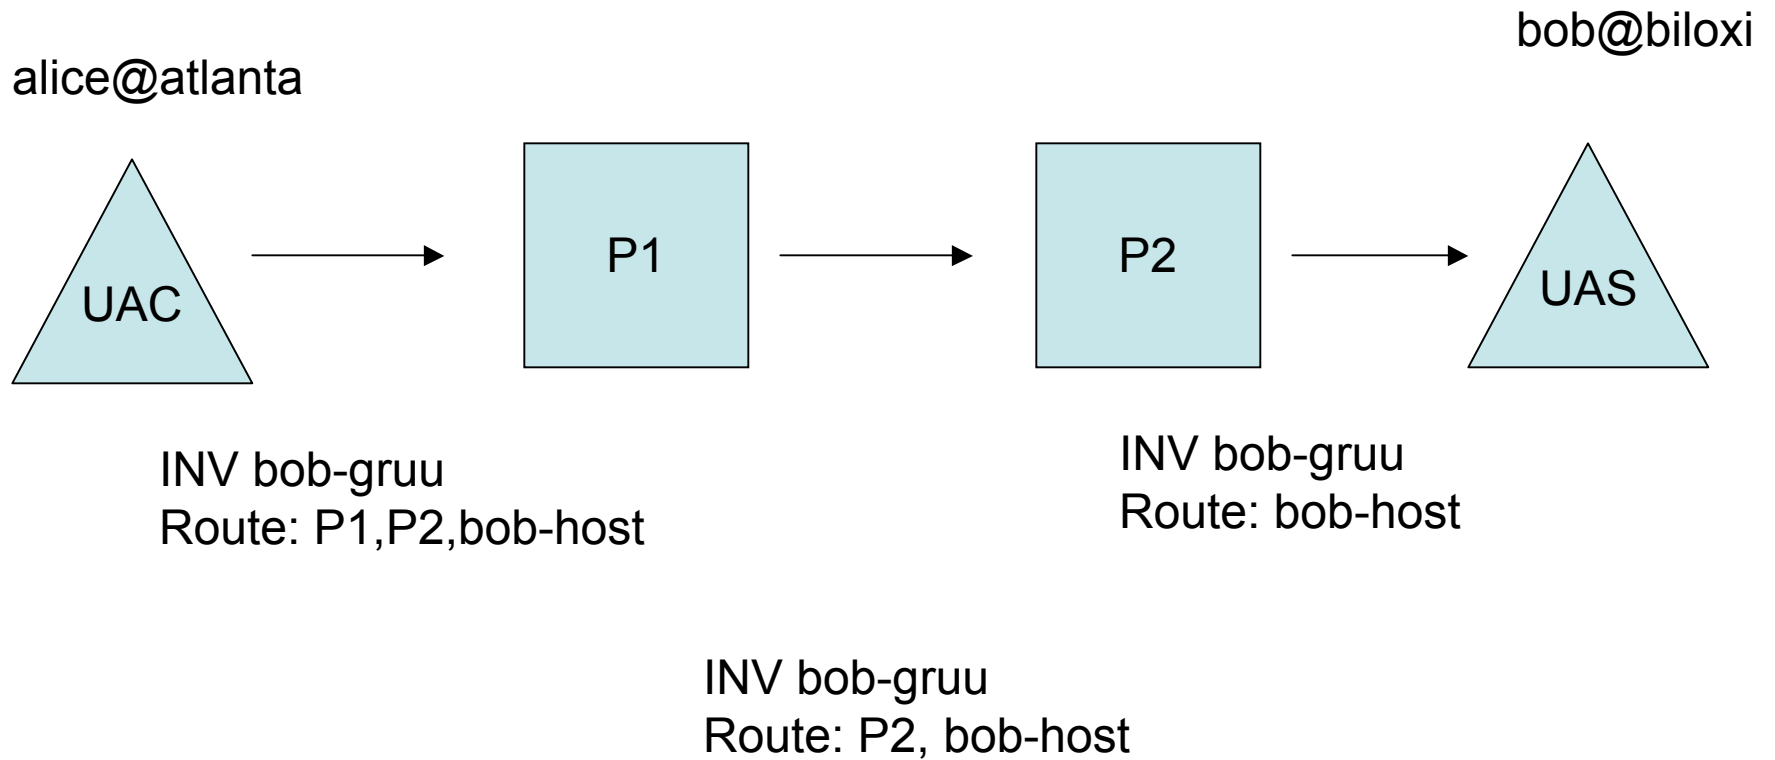 bob@biloxi
alice@atlanta
UAC
P1
P2
UAS
INV bob-gruu
Route: P1,P2,bob-host
INV bob-gruu
Route: bob-host
INV bob-gruu
Route: P2, bob-host